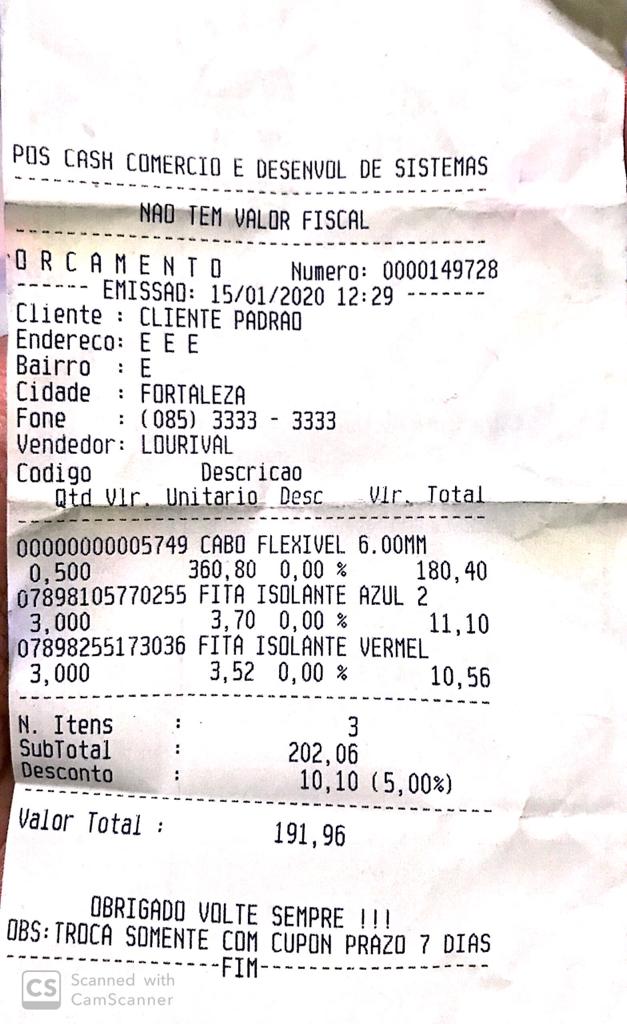 POS CASH COMERCIO E DESENVOL DE SISTEMAS
----------------------------------------
NAO TEM VALOR FISCAL
----------------------------------------
O R C A M E N T O Numero: 0000149728
------ EMISSAO: 15/01/2020 12:29 -------
Cliente : CLIENTE PADRAO
Endereco: E E E
Bairro : E
Cidade : FORTALEZA
Fone : (085) 3333 - 3333
Vendedor: LOURIVAL
Codigo Descricao
Qtd Vlr. Unitario Desc Vlr. Total
----------------------------------------
00000000005749 CABO FLEXIVEL 6.00MM
0,500 360,80 0,00 % 180,40
07898105770255 FITA ISOLANTE AZUL 2
3,000 3,70 0,00 % 11,10
07898255173036 FITA ISOLANTE VERMEL
3,000 3,52 0,00 % 10,56
----------------------------------------
N. Itens : 3
SubTotal : 202,06
Desconto : 10,10 (5,00%)
----------------------------------------
Valor Total : 191,96
OBRIGADO VOLTE SEMPRE !!!
OBS:TROCA SOMENTE COM CUPON PRAZO 7 DIAS
------------------FIM-------------------
CS Scanned with
CamScanner